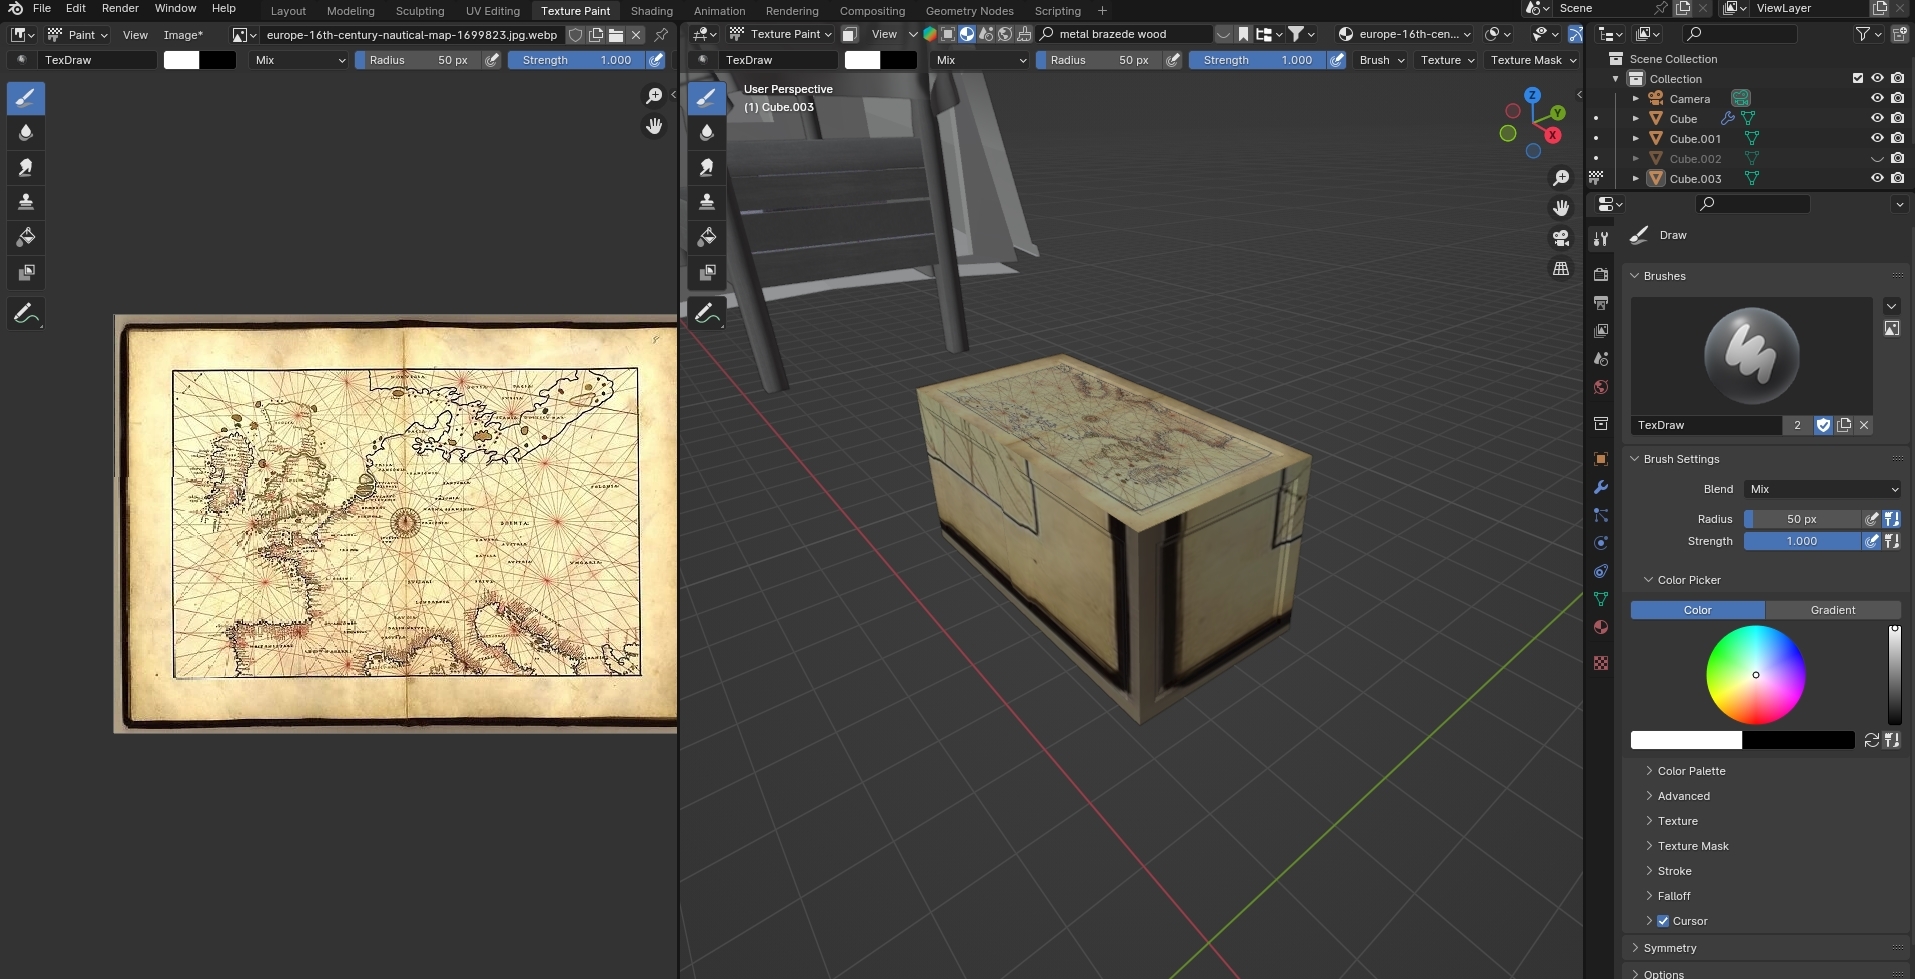 File Edit Render Window Help Layout Modeling Sculpting UV Editing Texture Paint Shading Animation Rendering Compositing Geometry Nodes Scripting + Scene ViewLayer
Paint View Image* europe-16th-century-nautical-map-1699823.jpg.webp
Texture Paint View metal brazede wood europe-16th-cen...
TexDraw Mix Radius 50 px Strength 1.000
TexDraw Mix Radius 50 px Strength 1.000 Brush Texture Texture Mask
User Perspective
(1) Cube.003
Z
Y
X
Scene Collection
Collection
Camera
Cube
Cube.001
Cube.002
Cube.003
Draw
Brushes
TexDraw 2
Brush Settings
Blend Mix
Radius 50 px
Strength 1.000
Color Picker
Color Gradient
Color Palette
Advanced
Texture
Texture Mask
Stroke
Falloff
Cursor
Symmetry
Options